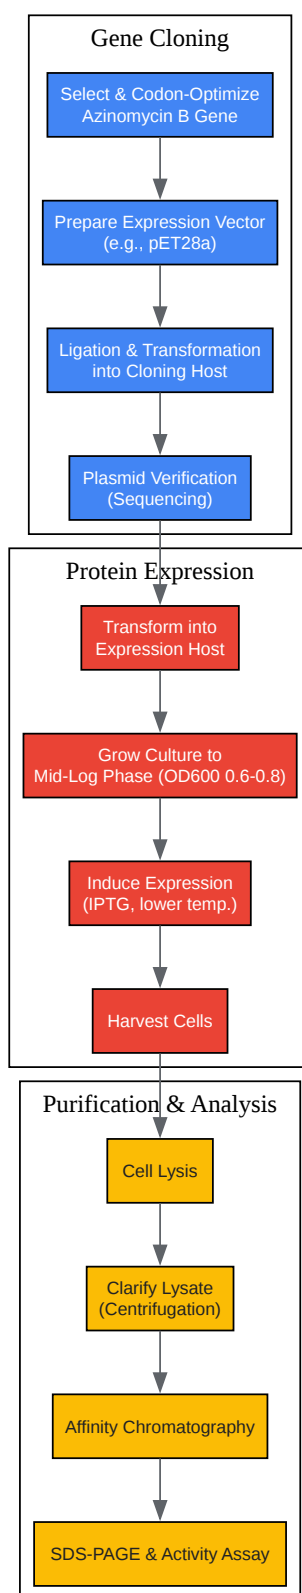 Gene Cloning
Select & Codon-Optimize
Azinomycin B Gene
Prepare Expression Vector
(e.g., pET28a)
Ligation & Transformation
into Cloning Host
Plasmid Verification
(Sequencing)
Protein Expression
Transform into
Expression Host
Grow Culture to
Mid-Log Phase (OD600 0.6-0.8)
Induce Expression
(IPTG, lower temp.)
Harvest Cells
Purification & Analysis
Cell Lysis
Clarify Lysate
(Centrifugation)
Affinity Chromatography
SDS-PAGE & Activity Assay